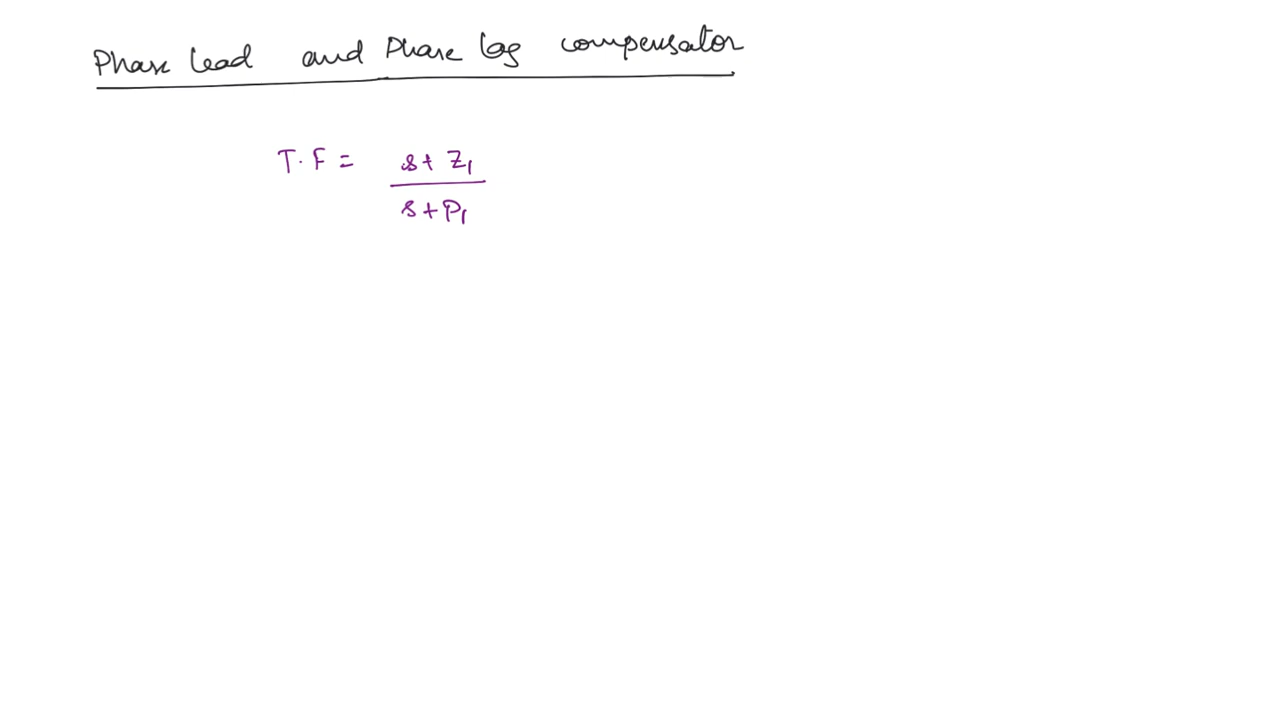 Phase lead and Phase lag compensator
T.F = s + Z1
s + P1